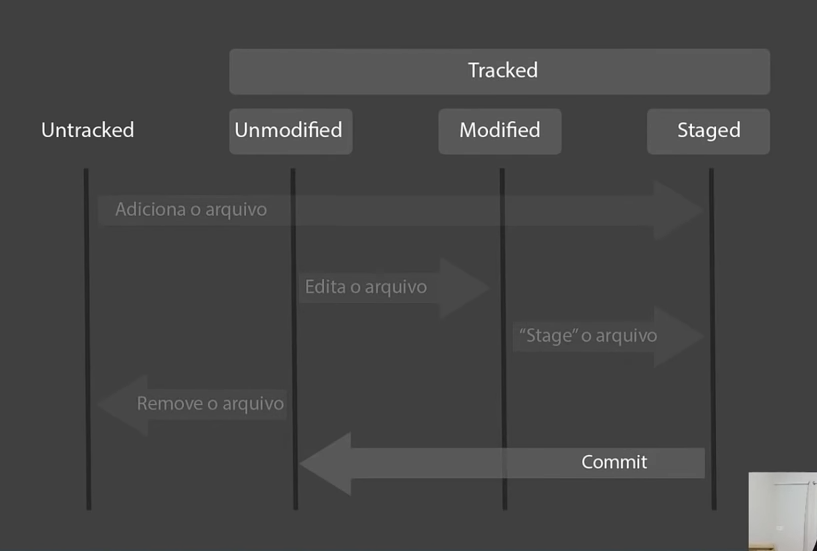 Tracked
Untracked
Unmodified
Modified
Staged
Adiciona o arquivo
Edita o arquivo
“Stage” o arquivo
Remove o arquivo
Commit